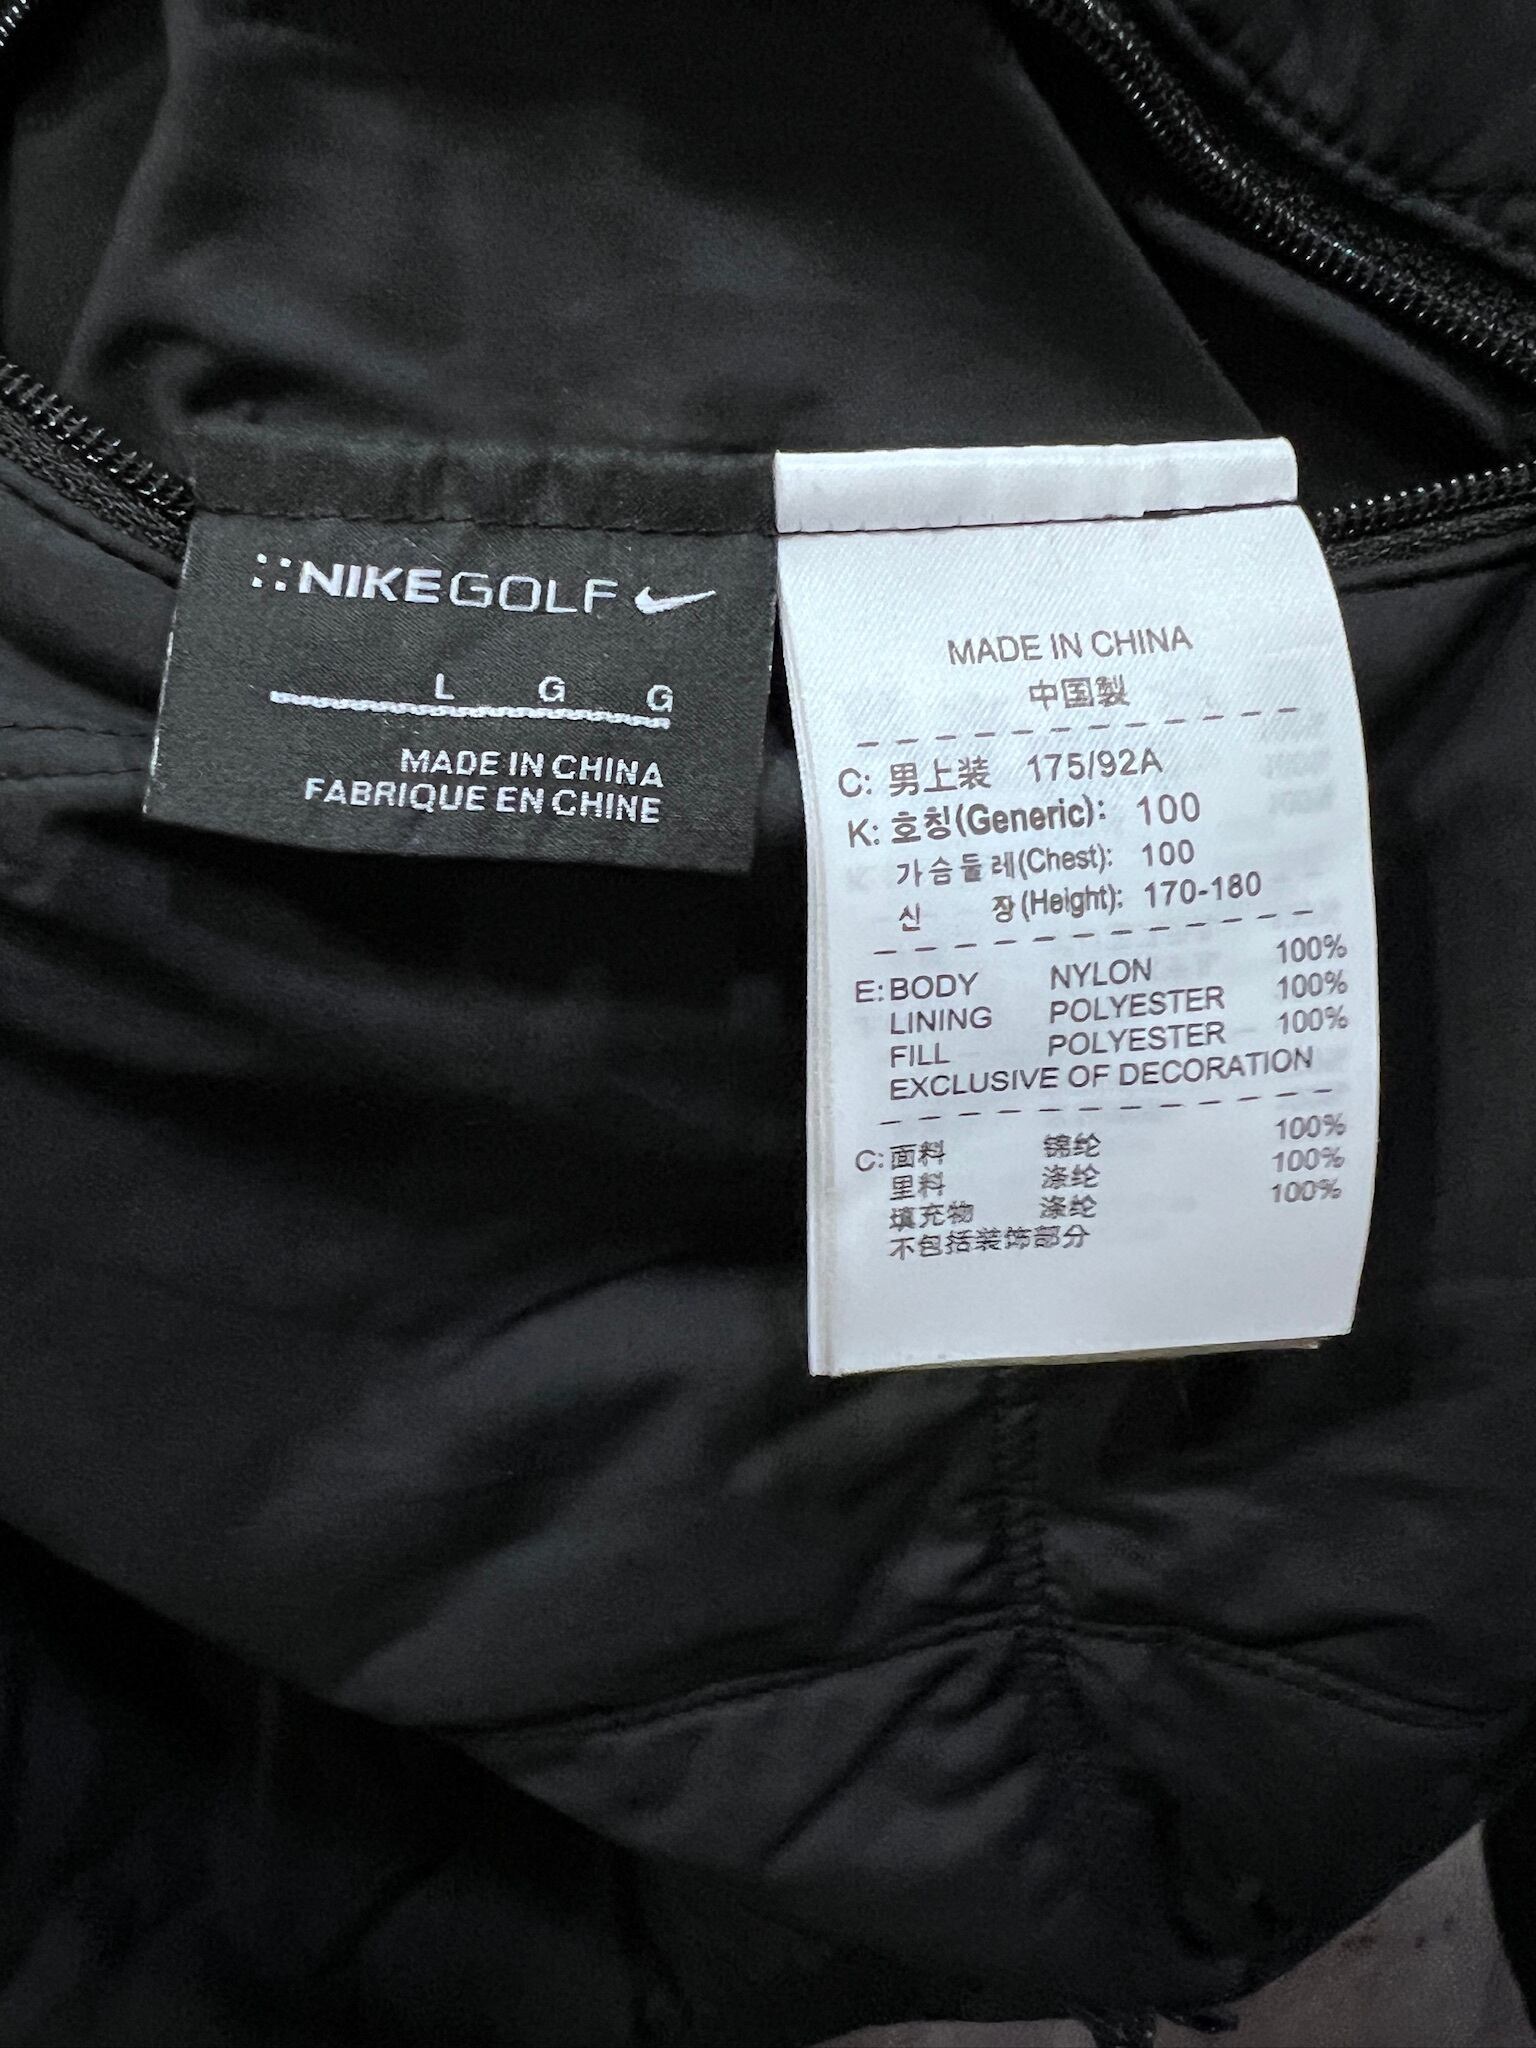 ::NIKEGOLF
L G G
MADE IN CHINA
FABRIQUE EN CHINE
MADE IN CHINA
中国製
C: 男上装 175/92A
K: 호칭(Generic): 100
가슴둘레(Chest): 100
신 장(Height): 170-180
E: BODY NYLON 100%
LINING POLYESTER 100%
FILL POLYESTER 100%
EXCLUSIVE OF DECORATION
C: 面料 锦纶 100%
里料 涤纶 100%
填充物 涤纶 100%
不包括装饰部分